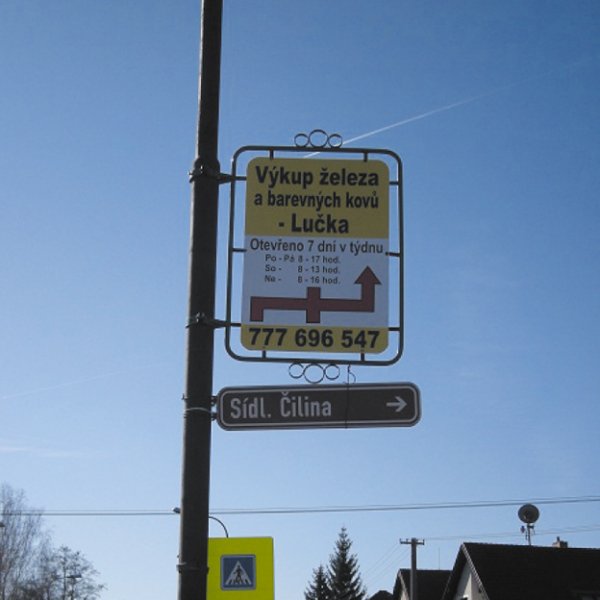 Výkup železa
a barevných kovů
- Lučka
Otevřeno 7 dní v týdnu
Po - Pá 8 - 17 hod.
So - 8 - 13 hod.
Ne - 8 - 16 hod.
777 696 547
Sídl. Čilina